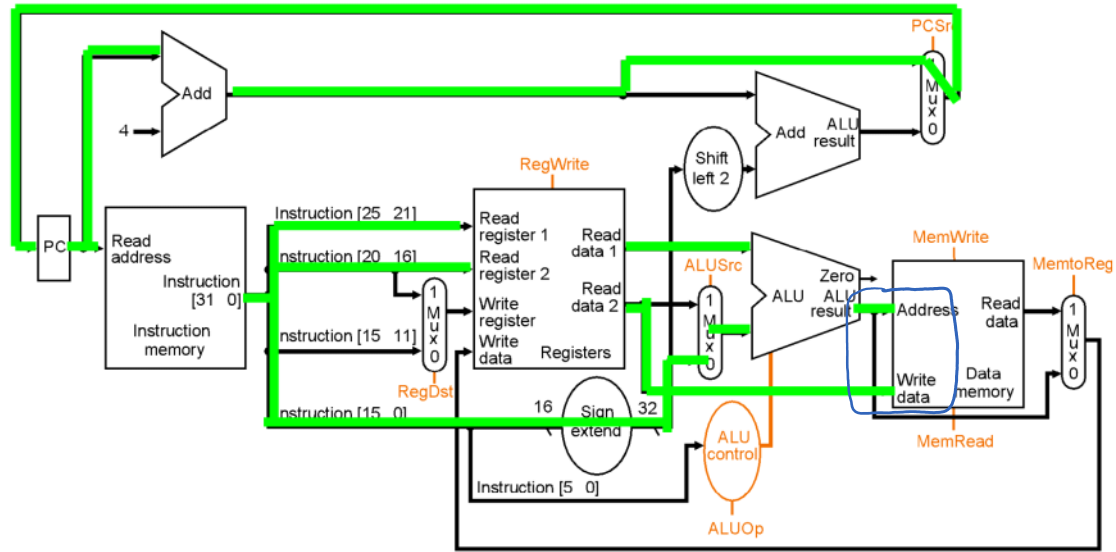 PCSrc
1
Mux
0
Add
4
Add
ALU
result
Shift
left 2
RegWrite
PC
Read
address
Instruction
[31 0]
Instruction
memory
Instruction [25 21]
nstruction [20 16]
nstruction [15 11]
nstruction [15 0]
1
Mux
0
RegDst
Read
register 1
Read
register 2
Write
register
Write
data
Registers
Read
data 1
Read
data 2
ALUSrc
1
Mux
0
Zero
ALU
ALU
result
MemWrite
Address
Read
data
Write
data
Data
memory
MemRead
MemtoReg
1
Mux
0
16
Sign
extend
32
ALU
control
ALUOp
Instruction [5 0]